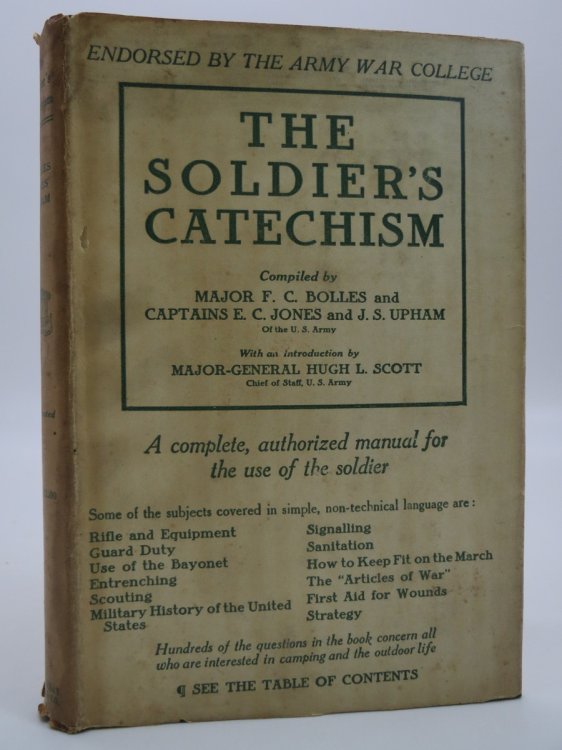 ENDORSED BY THE ARMY WAR COLLEGE
THE
SOLDIER'S
CATECHISM
Compiled by
MAJOR F. C. BOLLES and
CAPTAINS E. C. JONES and J. S. UPHAM
Of the U. S. Army
With an introduction by
MAJOR-GENERAL HUGH L. SCOTT
Chief of Staff, U. S. Army
A complete, authorized manual for
the use of the soldier
Some of the subjects covered in simple, non-technical language are:
Rifle and Equipment
Guard Duty
Use of the Bayonet
Entrenching
Scouting
Military History of the United
States
Signalling
Sanitation
How to Keep Fit on the March
The "Articles of War"
First Aid for Wounds
Strategy
Hundreds of the questions in the book concern all
who are interested in camping and the outdoor life
¶ SEE THE TABLE OF CONTENTS